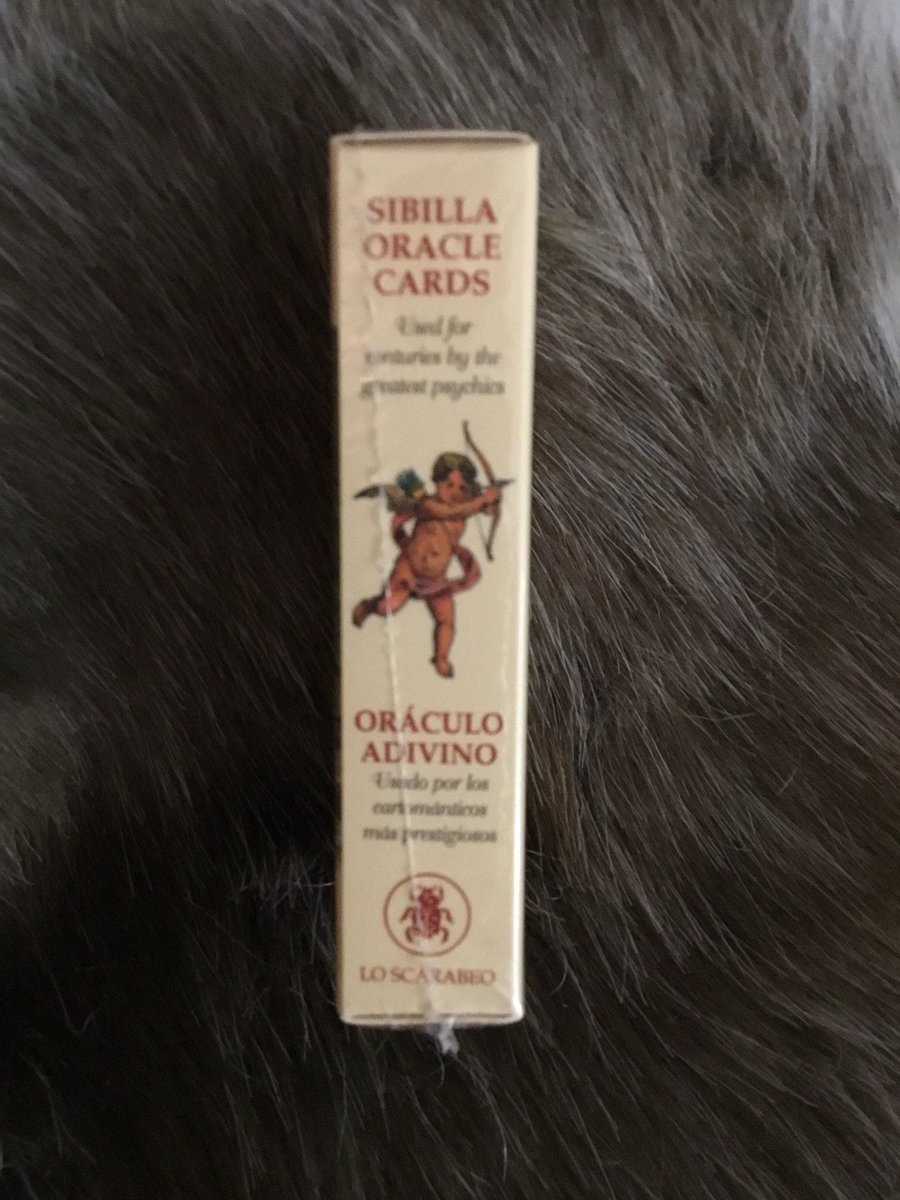 SIBILLA
ORACLE
CARDS
Used for
centuries by the
greatest psychics
ORÁCULO
ADIVINO
Usado por los
cartománticos
más prestigiosos
LO SCARABEO